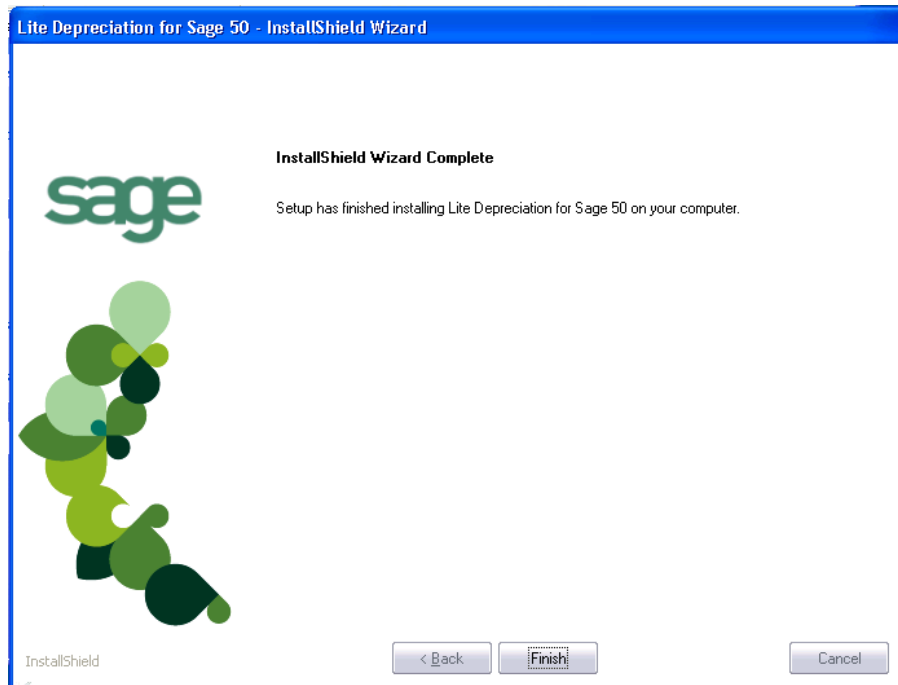 Lite Depreciation for Sage 50 - InstallShield Wizard
InstallShield Wizard Complete
sage
Setup has finished installing Lite Depreciation for Sage 50 on your computer.
InstallShield
< Back
Finish
Cancel